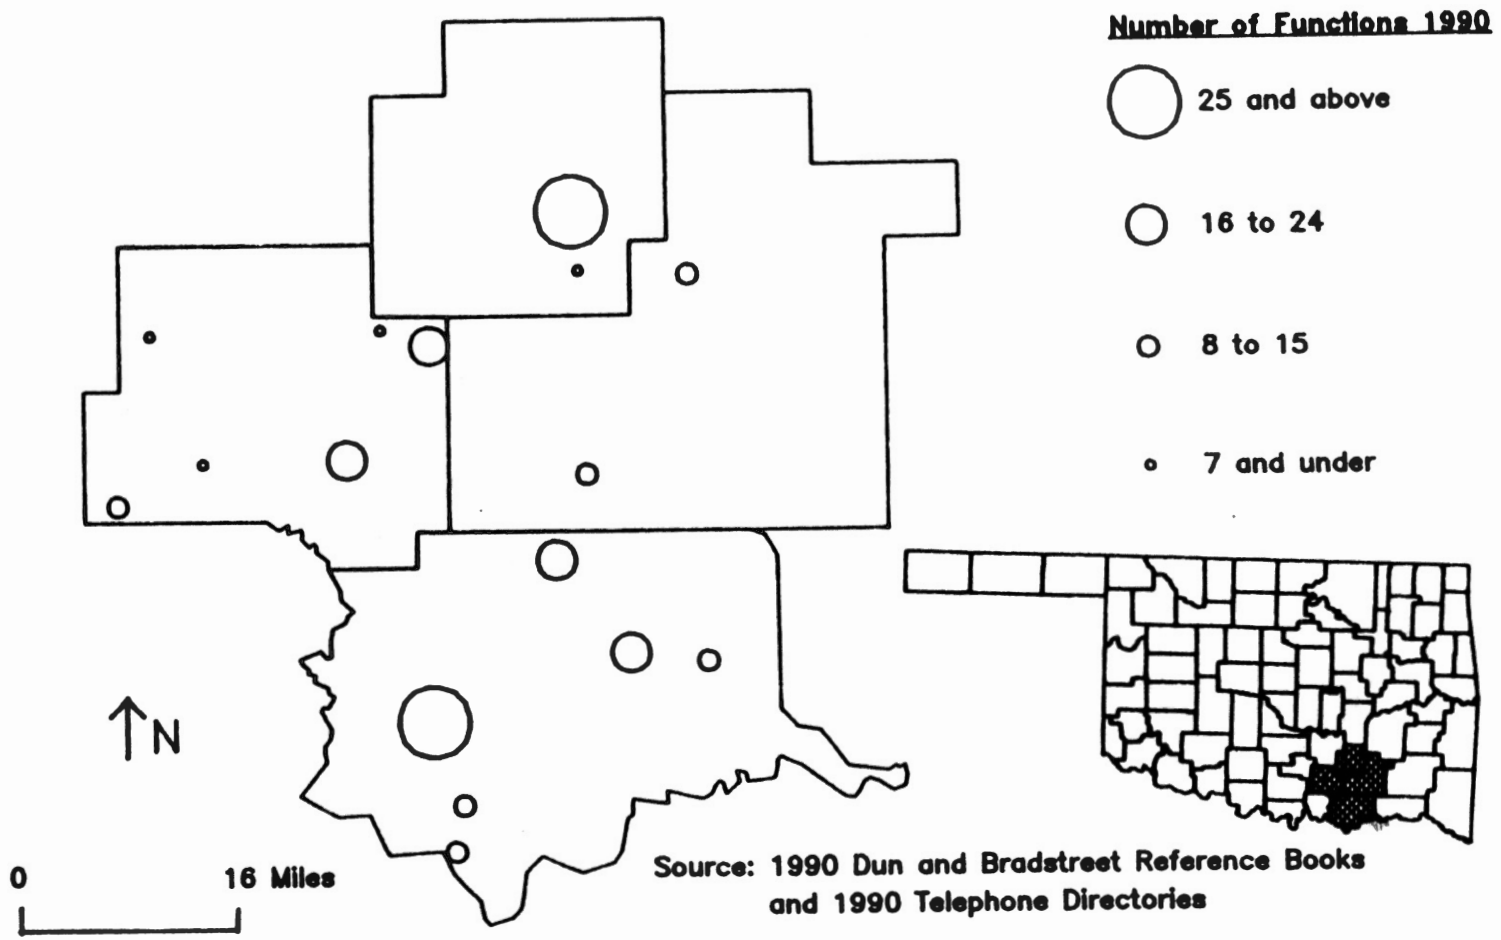 Number of Functions 1990
25 and above
16 to 24
8 to 15
7 and under
N
0 16 Miles
Source: 1990 Dun and Bradstreet Reference Books
and 1990 Telephone Directories